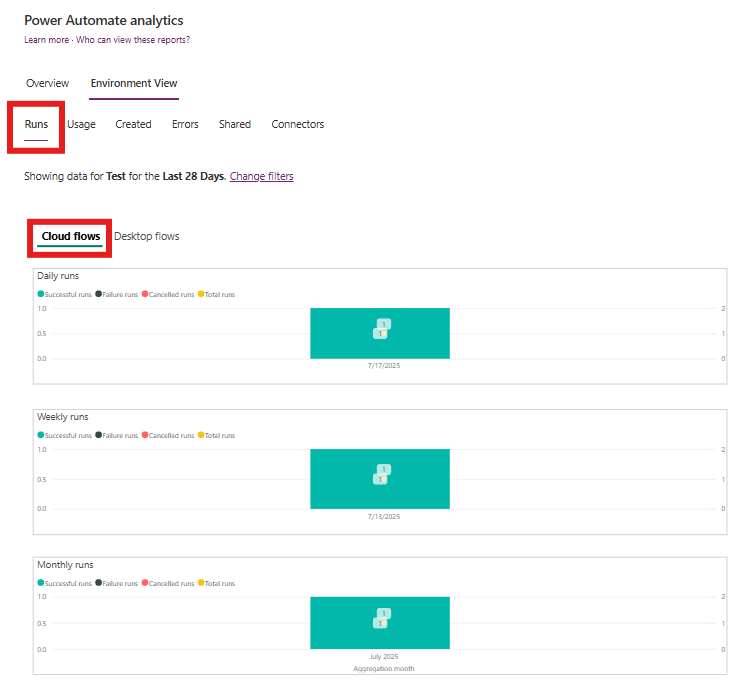 Power Automate analytics
Learn more · Who can view these reports?
Overview Environment View
Runs Usage Created Errors Shared Connectors
Showing data for Test for the Last 28 Days. Change filters
Cloud flows Desktop flows
Daily runs
Successful runs Failure runs Cancelled runs Total runs
1.0 2
1
0.5 1 1
0.0 0
7/17/2025
Weekly runs
Successful runs Failure runs Cancelled runs Total runs
1.0 2
1
0.5 1 1
0.0 0
7/13/2025
Monthly runs
Successful runs Failure runs Cancelled runs Total runs
1.0 2
1
0.5 1 1
0.0 0
July 2025
Aggregation month